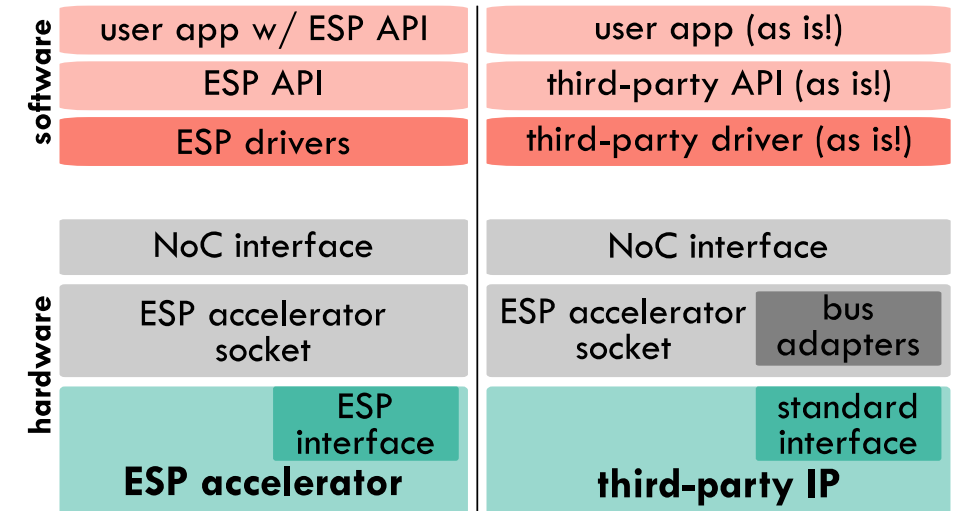 software
user app w/ ESP API
ESP API
ESP drivers
user app (as is!)
third-party API (as is!)
third-party driver (as is!)
hardware
NoC interface
ESP accelerator
socket
ESP
interface
ESP accelerator
NoC interface
ESP accelerator
socket
bus
adapters
standard
interface
third-party IP